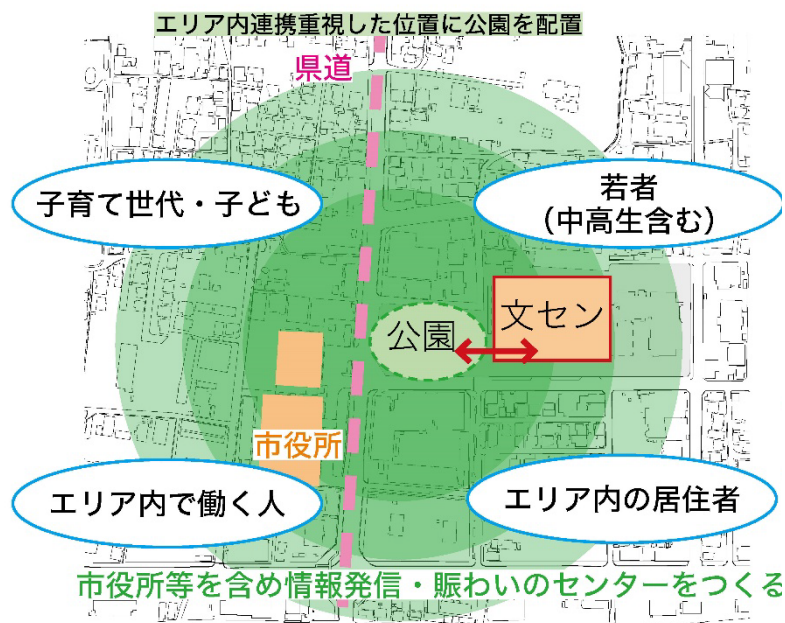 エリア内連携重視した位置に公園を配置
県道
子育て世代・子ども
若者
（中高生含む）
公園
文セン
市役所
エリア内で働く人
エリア内の居住者
市役所等を含め情報発信・賑わいのセンターをつくる